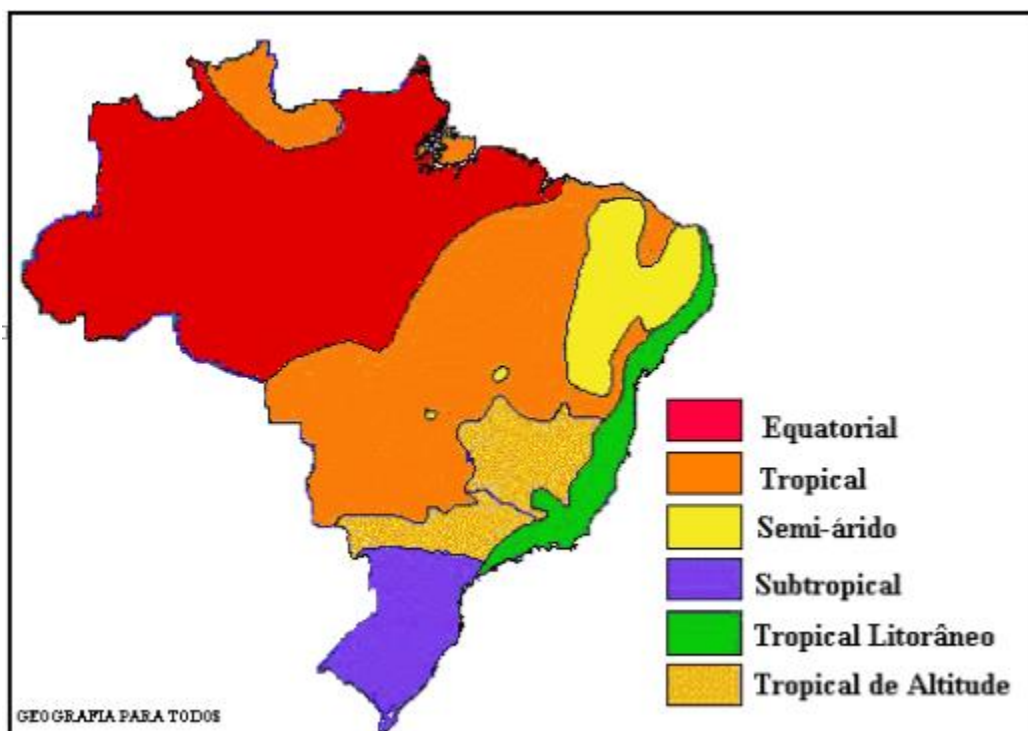 Equatorial
Tropical
Semi-árido
Subtropical
Tropical Litorâneo
Tropical de Altitude
GEOGRAFIA PARA TODOS